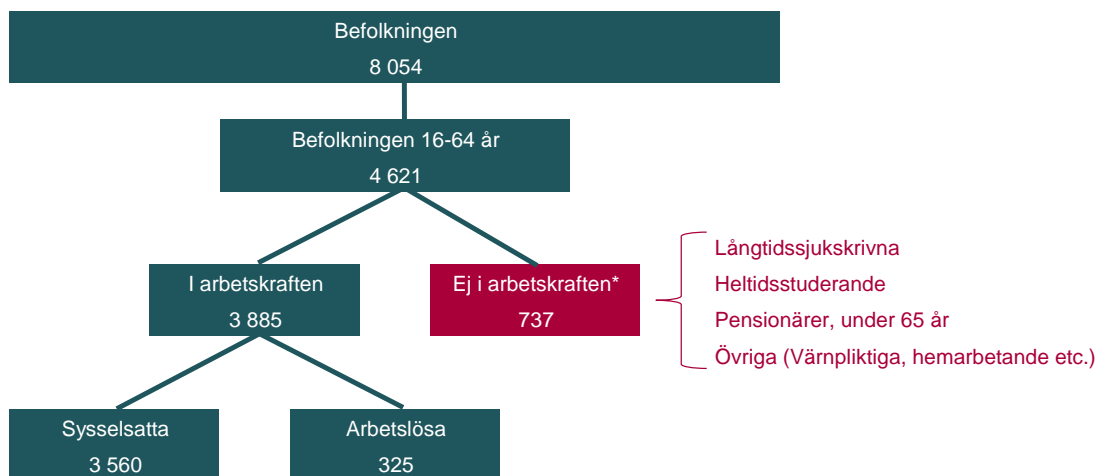 Befolkningen
8 054
Befolkningen 16-64 år
4 621
I arbetskraften
3 885
Ej i arbetskraften*
737
Långtidssjukskrivna
Heltidsstuderande
Pensionärer, under 65 år
Övriga (Värnpliktiga, hemarbetande etc.)
Sysselsatta
3 560
Arbetslösa
325